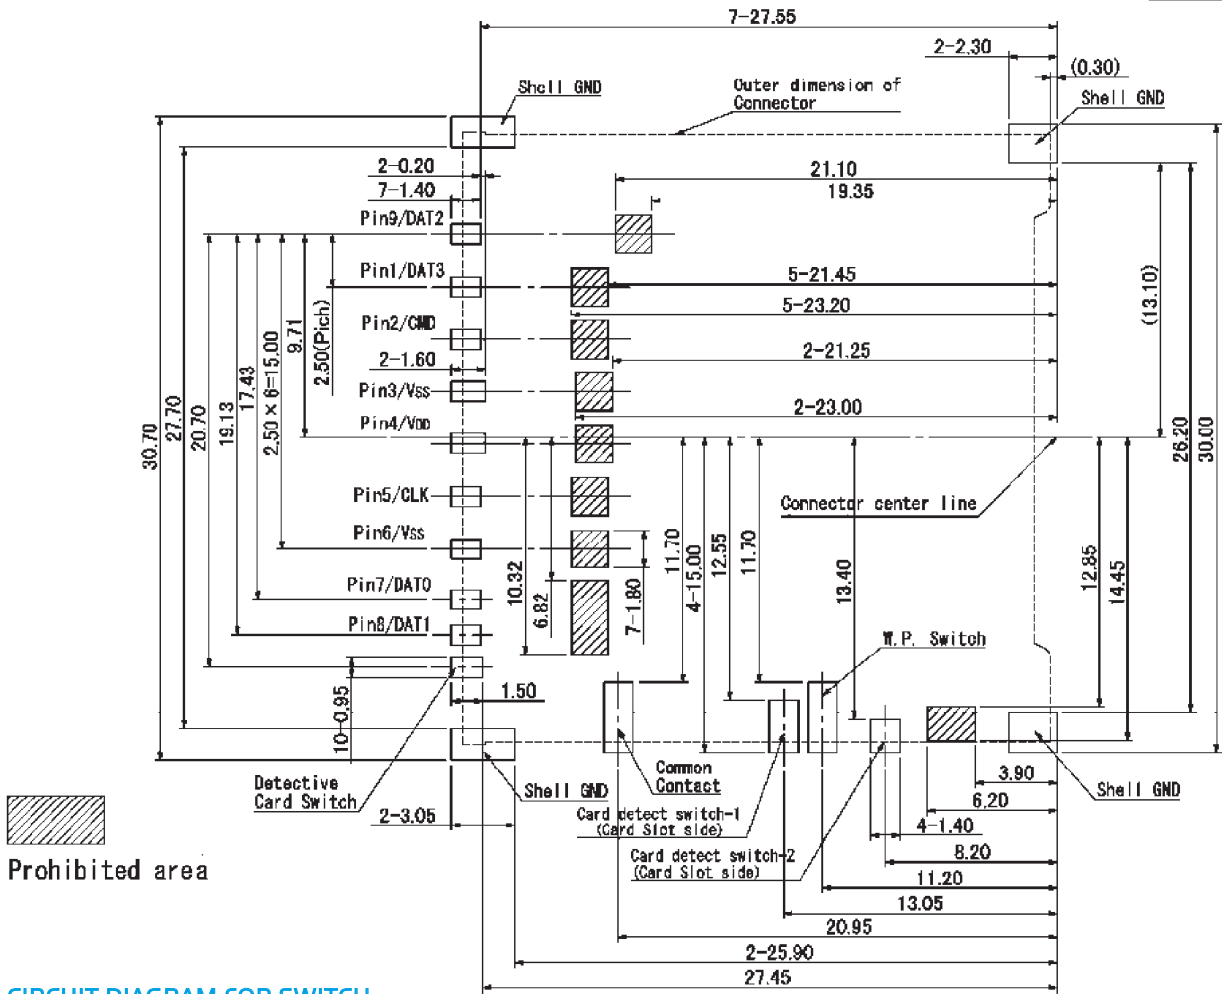 7-27.55
2-2.30
(0.30)
Shell GND
Outer dimension of
Connector
Shell GND
2-0.20
21.10
7-1.40
19.35
Pin9/DAT2
Pin1/DAT3
5-21.45
5-23.20
Pin2/CMD
2-1.60
2-21.25
Pin3/Vss
2-23.00
Pin4/VDD
30.70
27.70
20.70
19.13
17.43
2.50 × 6=15.00
9.71
2.50(Pich)
(13.10)
26.20
30.00
Pin5/CLK
Connector center line
Pin6/Vss
10.32
6.82
7-1.80
11.70
4-15.00
12.55
11.70
13.40
12.85
14.45
Pin7/DAT0
Pin8/DAT1
W.P. Switch
10-0.95
1.50
Detective
Card Switch
Shell GND
Common
Contact
3.90
Shell GND
6.20
2-3.05
Card detect switch-1
(Card Slot side)
4-1.40
Card detect switch-2
(Card Slot side)
8.20
11.20
13.05
20.95
2-25.90
27.45
Prohibited area
CIRCUIT DIAGRAM FOR SWITCH